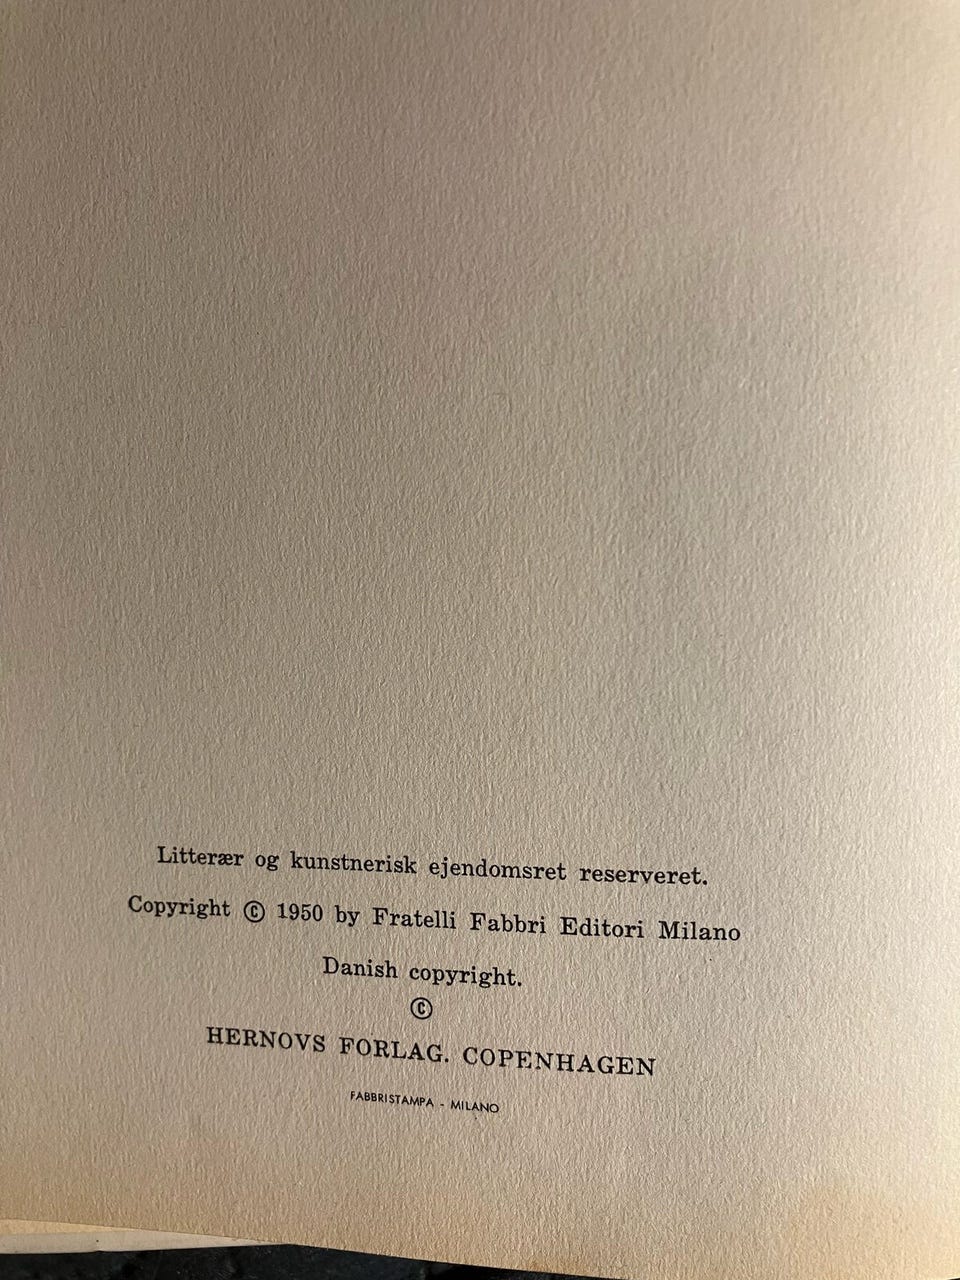 Litterær og kunstnerisk ejendomsret reserveret.
Copyright © 1950 by Fratelli Fabbri Editori Milano
Danish copyright.
©
HERNOVS FORLAG. COPENHAGEN
FABBRISTAMPA - MILANO